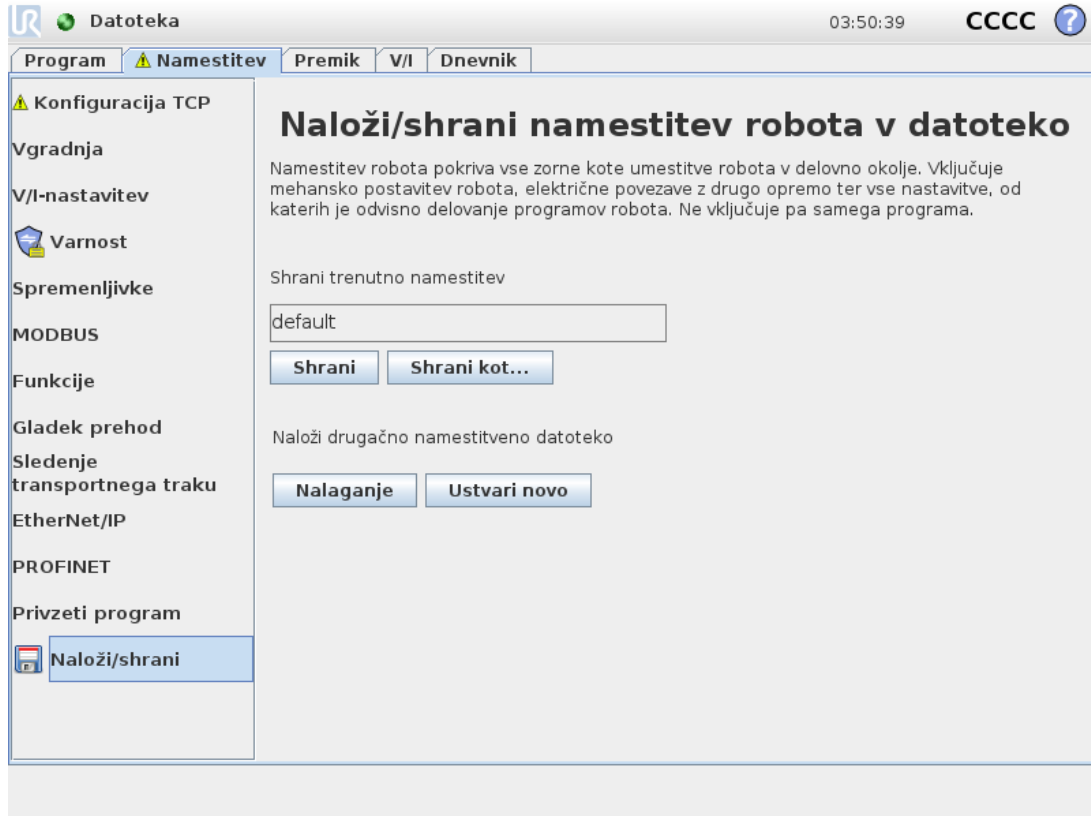 UR Datoteka 03:50:39 CCCC ?
Program Namestitev Premik V/I Dnevnik
Konfiguracija TCP
Vgradnja
V/I-nastavitev
Varnost
Spremenljivke
MODBUS
Funkcije
Gladek prehod
Sledenje
transportnega traku
EtherNet/IP
PROFINET
Privzeti program
Naloži/shrani
Naloži/shrani namestitev robota v datoteko
Namestitev robota pokriva vse zorne kote umestitve robota v delovno okolje. Vključuje
mehansko postavitev robota, električne povezave z drugo opremo ter vse nastavitve, od
katerih je odvisno delovanje programov robota. Ne vključuje pa samega programa.
Shrani trenutno namestitev
default
Shrani Shrani kot...
Naloži drugačno namestitveno datoteko
Nalaganje Ustvari novo